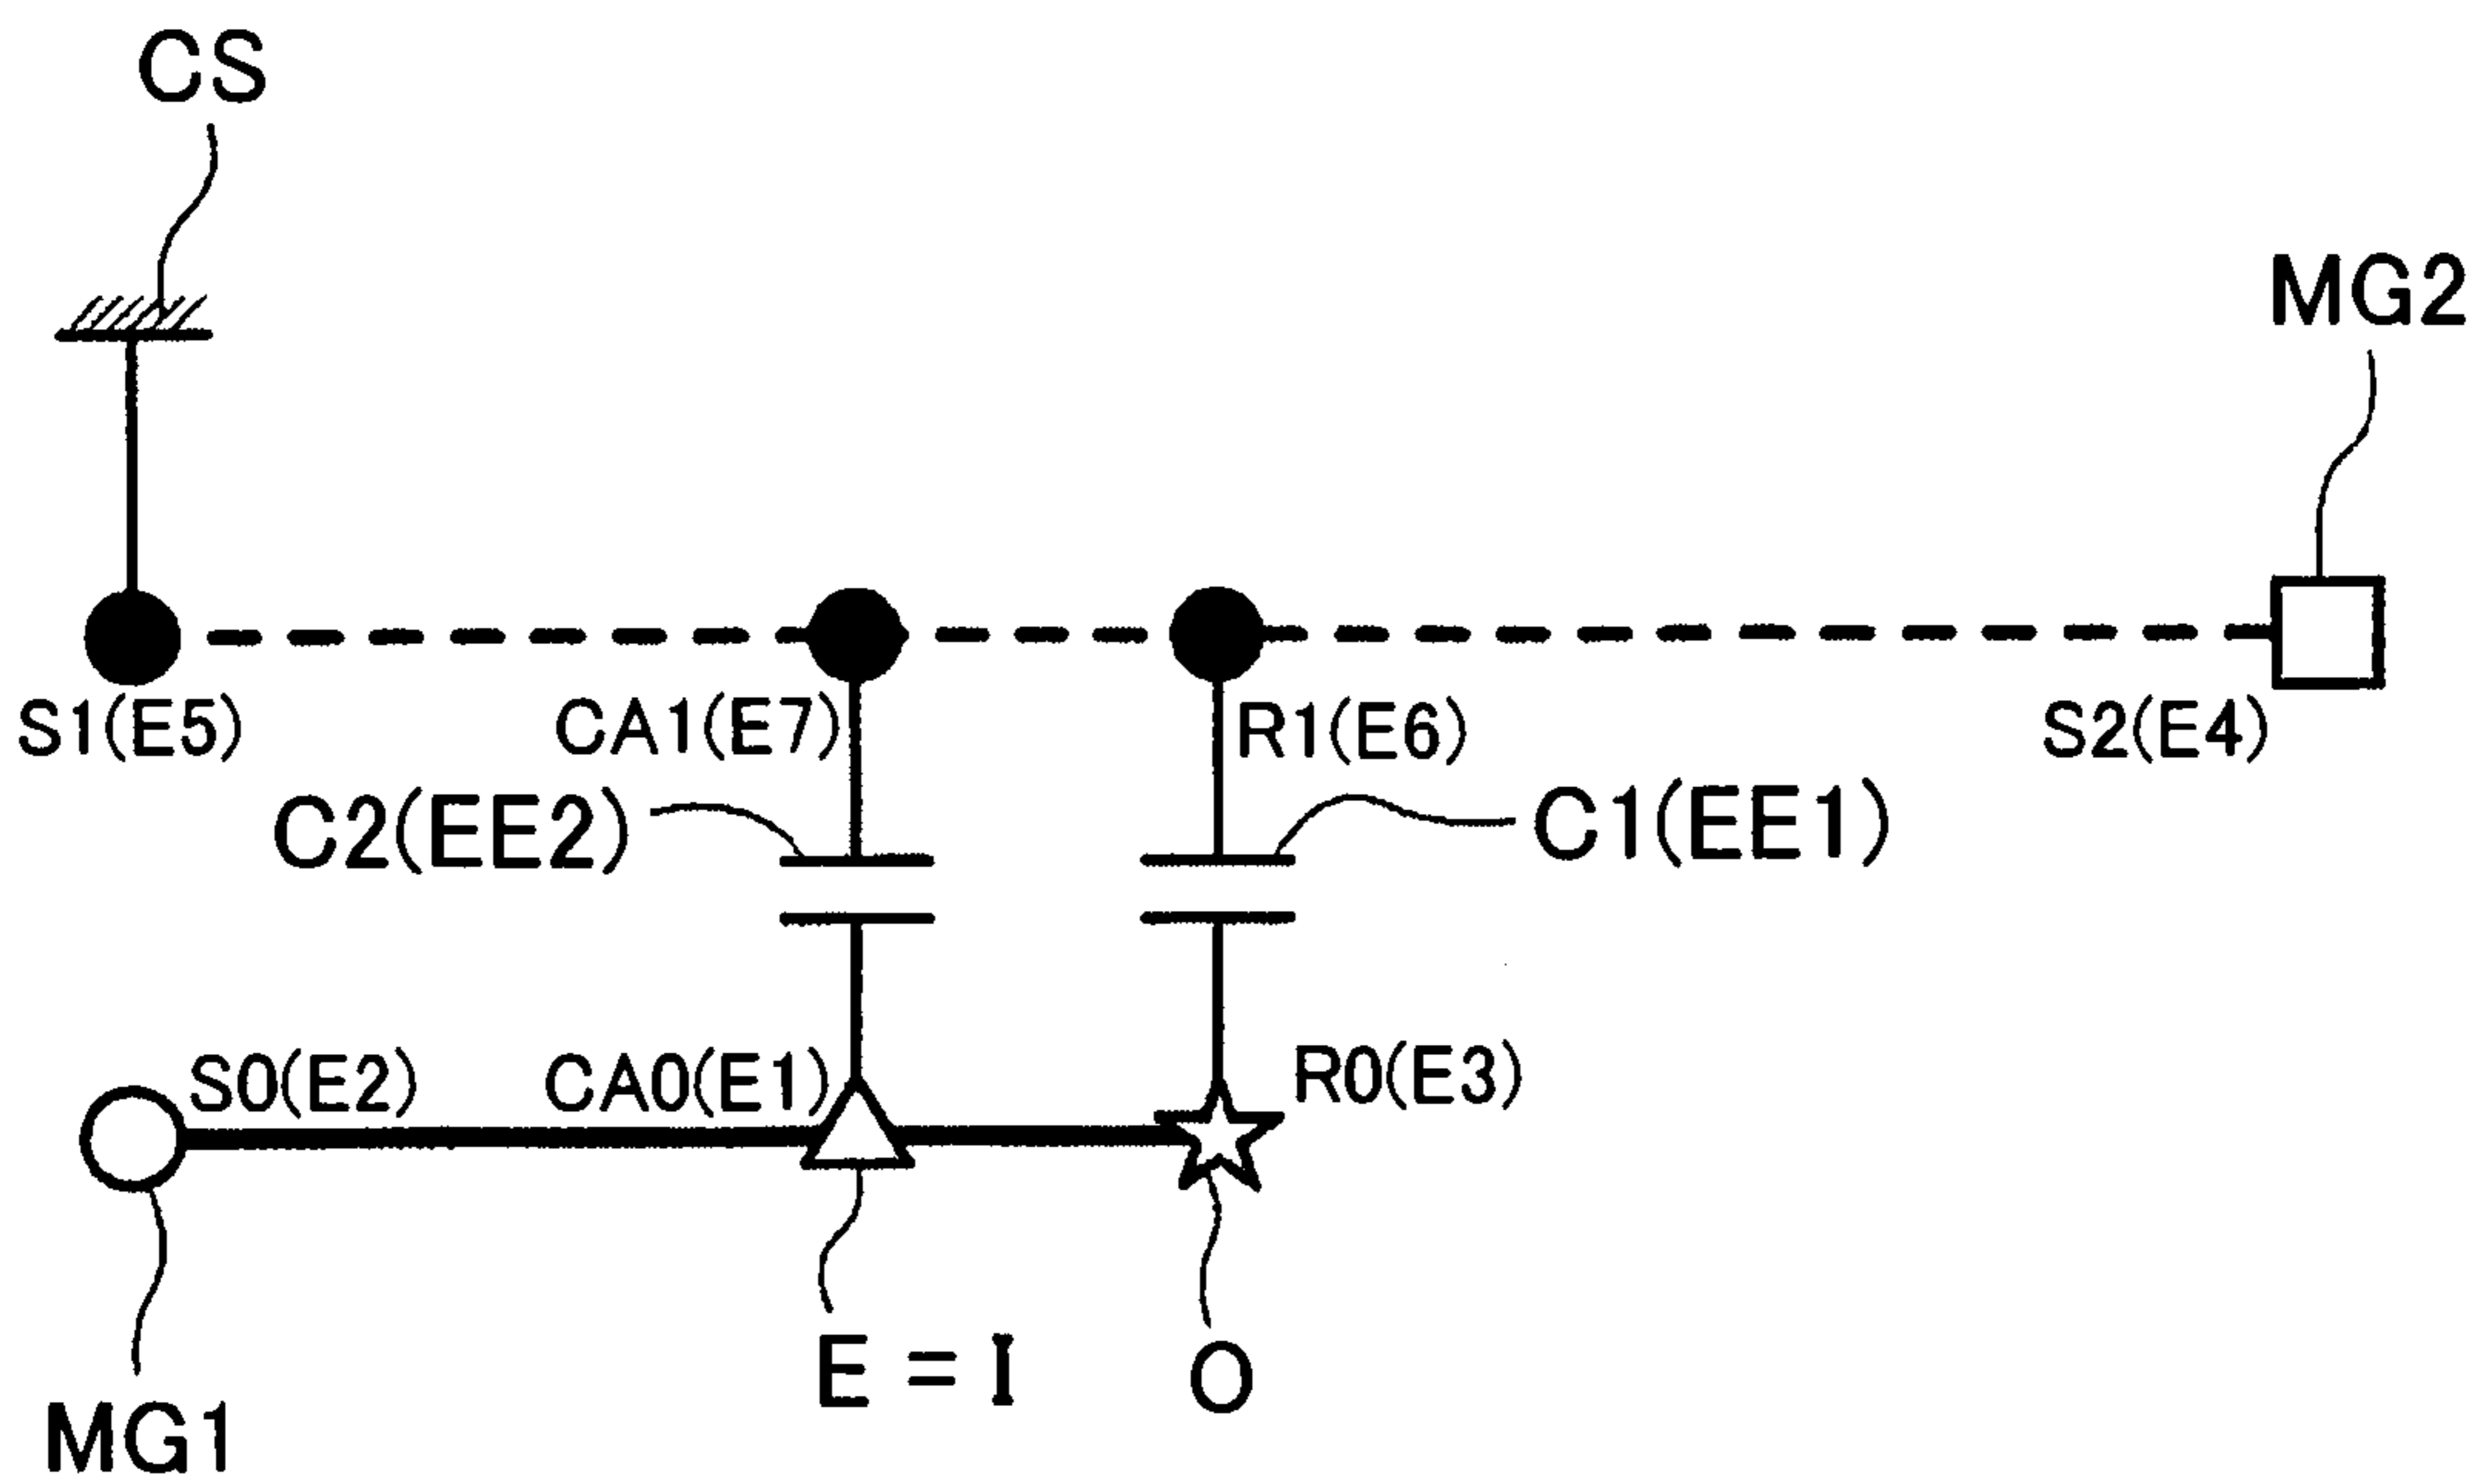 CS
MG2
S1(E5)
CA1(E7)
R1(E6)
S2(E4)
C2(EE2)
C1(EE1)
S0(E2)
CA0(E1)
R0(E3)
E = I
O
MG1